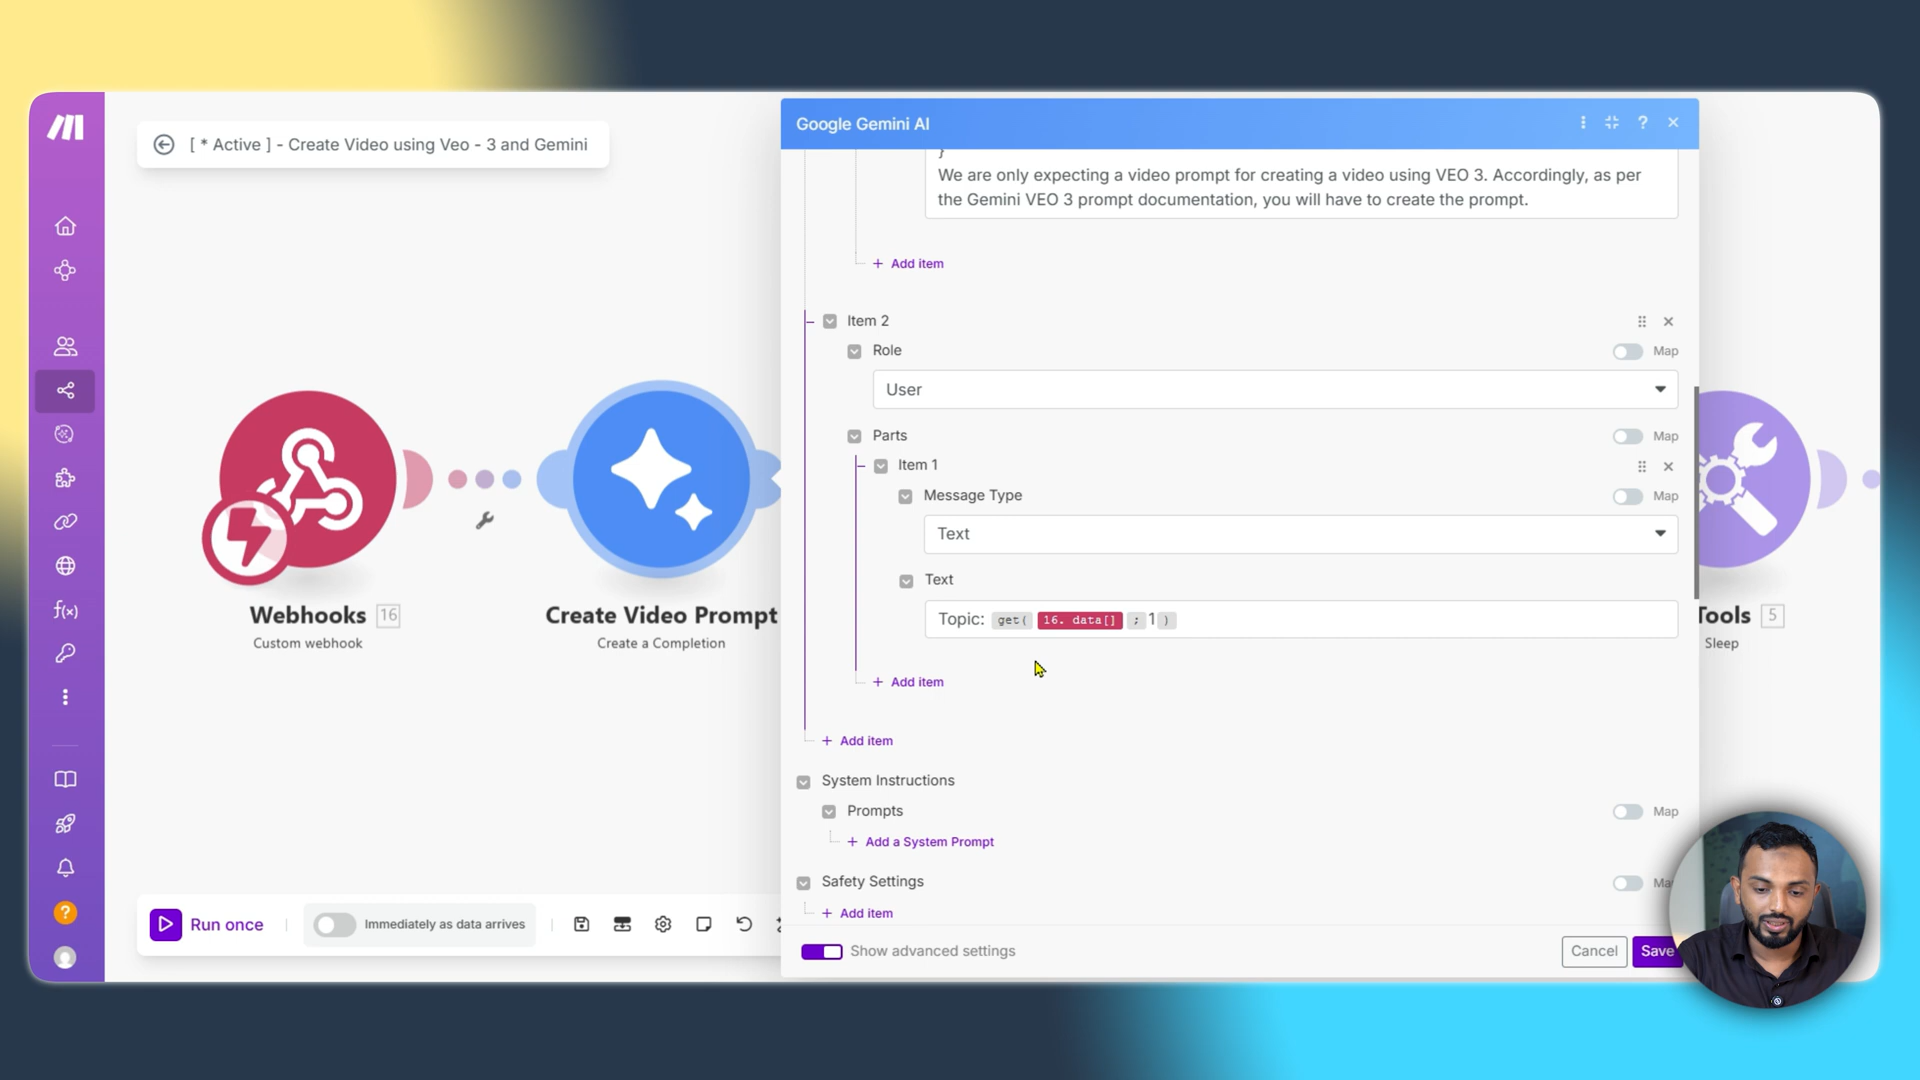 [ * Active ] - Create Video using Veo - 3 and Gemini
Google Gemini AI
?
}
We are only expecting a video prompt for creating a video using VEO 3. Accordingly, as per
the Gemini VEO 3 prompt documentation, you will have to create the prompt.
+ Add item
Item 2
Role
Map
User
Parts
Map
Item 1
Message Type
Map
Text
Text
Topic: get( 16. data[] ; 1 )
+ Add item
+ Add item
System Instructions
Prompts
Map
+ Add a System Prompt
Safety Settings
+ Add item
Show advanced settings
Cancel
Save
Webhooks 16
Custom webhook
Create Video Prompt
Create a Completion
Tools 5
Sleep
f(x)
?
Run once
Immediately as data arrives